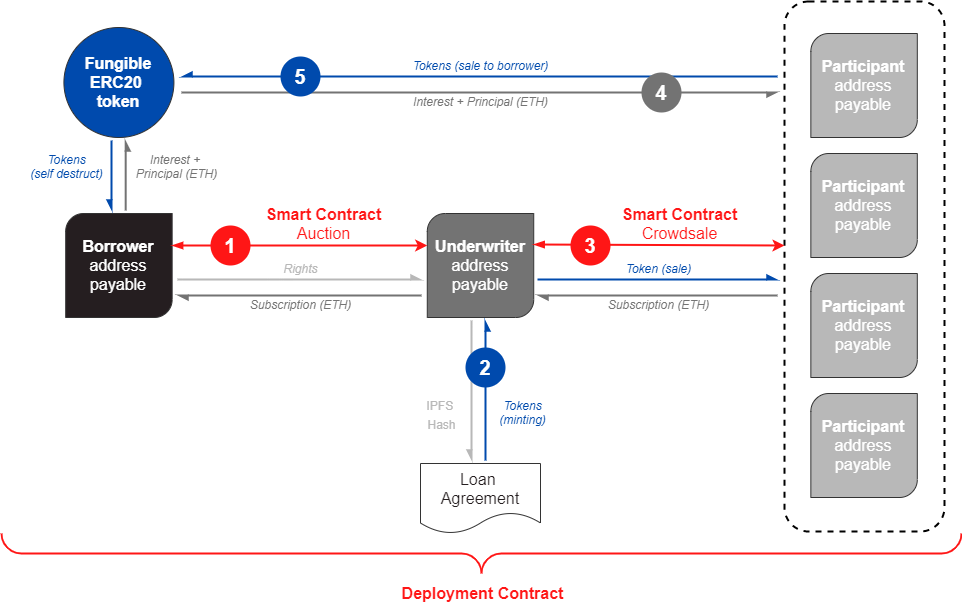 Fungible
ERC20
token
5
Tokens (sale to borrower)
4
Interest + Principal (ETH)
Participant
address
payable
Tokens
(self destruct)
Interest +
Principal (ETH)
Participant
address
payable
Borrower
address
payable
1
Smart Contract
Auction
Rights
Subscription (ETH)
Underwriter
address
payable
3
Smart Contract
Crowdsale
Token (sale)
Subscription (ETH)
Participant
address
payable
2
IPFS
Hash
Tokens
(minting)
Participant
address
payable
Loan
Agreement
Deployment Contract